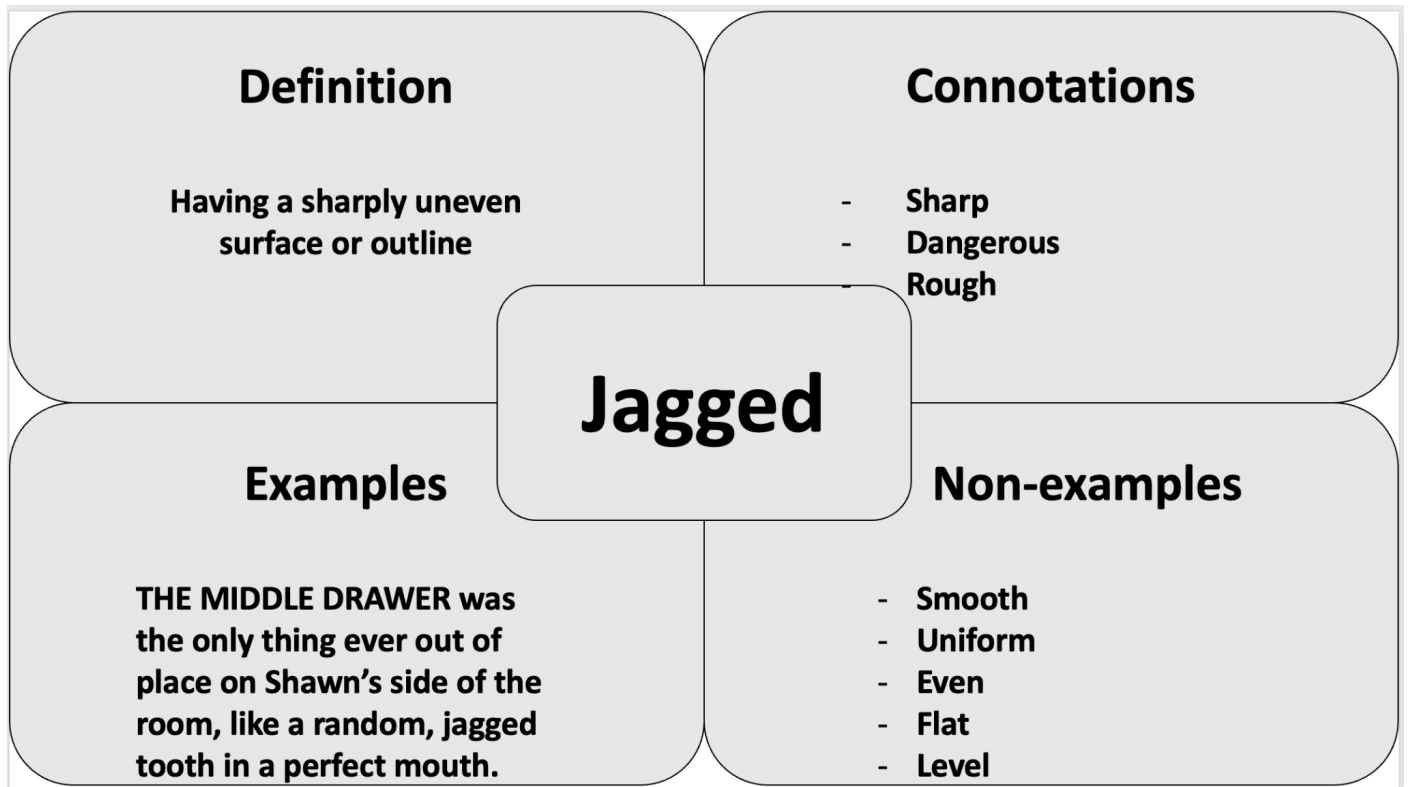 Definition
Having a sharply uneven
surface or outline
Connotations
- Sharp
- Dangerous
- Rough
Jagged
Examples
THE MIDDLE DRAWER was
the only thing ever out of
place on Shawn’s side of the
room, like a random, jagged
tooth in a perfect mouth.
Non-examples
- Smooth
- Uniform
- Even
- Flat
- Level